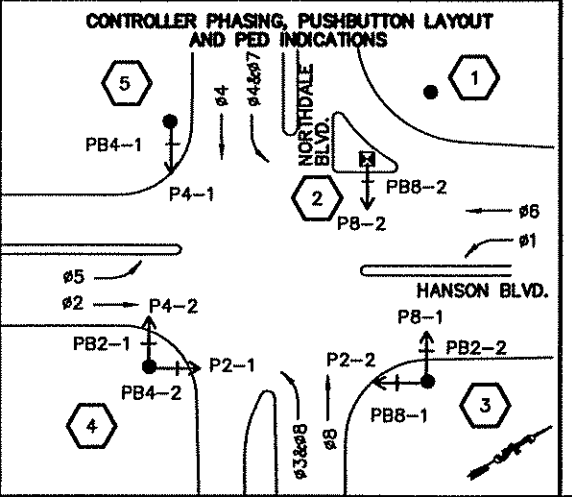 CONTROLLER PHASING, PUSHBUTTON LAYOUT
AND PED INDICATIONS
5
1
ø4
ø4&ø7
NORTHDALE
BLVD.
PB4-1
P4-1
2
PB8-2
P8-2
ø6
ø1
ø5
ø2
HANSON BLVD.
P4-2
P8-1
PB2-1
PB2-2
P2-1
P2-2
PB4-2
PB8-1
4
3
ø3&ø8
ø8